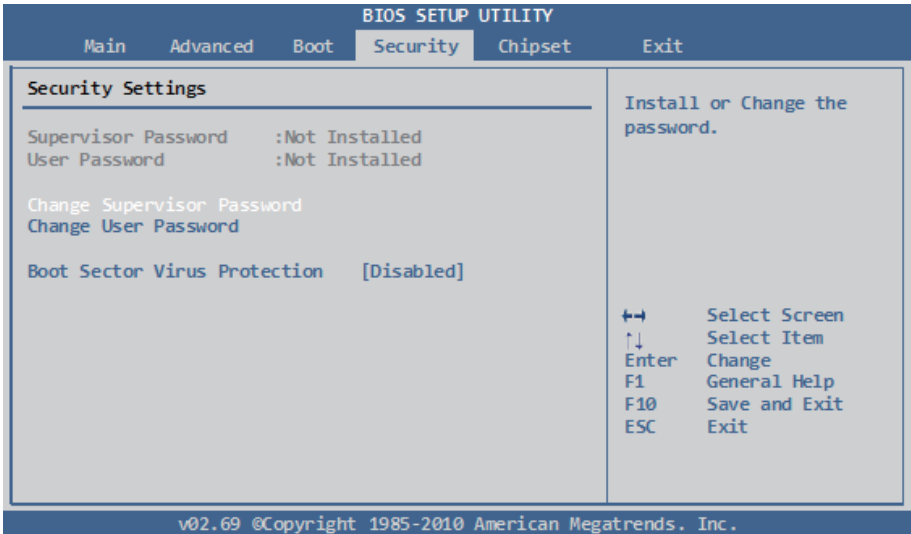 BIOS SETUP UTILITY
Main Advanced Boot Security Chipset Exit
Security Settings
Supervisor Password :Not Installed
User Password :Not Installed
Change Supervisor Password
Change User Password
Boot Sector Virus Protection [Disabled]
Install or Change the
password.
←→ Select Screen
↑↓ Select Item
Enter Change
F1 General Help
F10 Save and Exit
ESC Exit
v02.69 ©Copyright 1985-2010 American Megatrends. Inc.